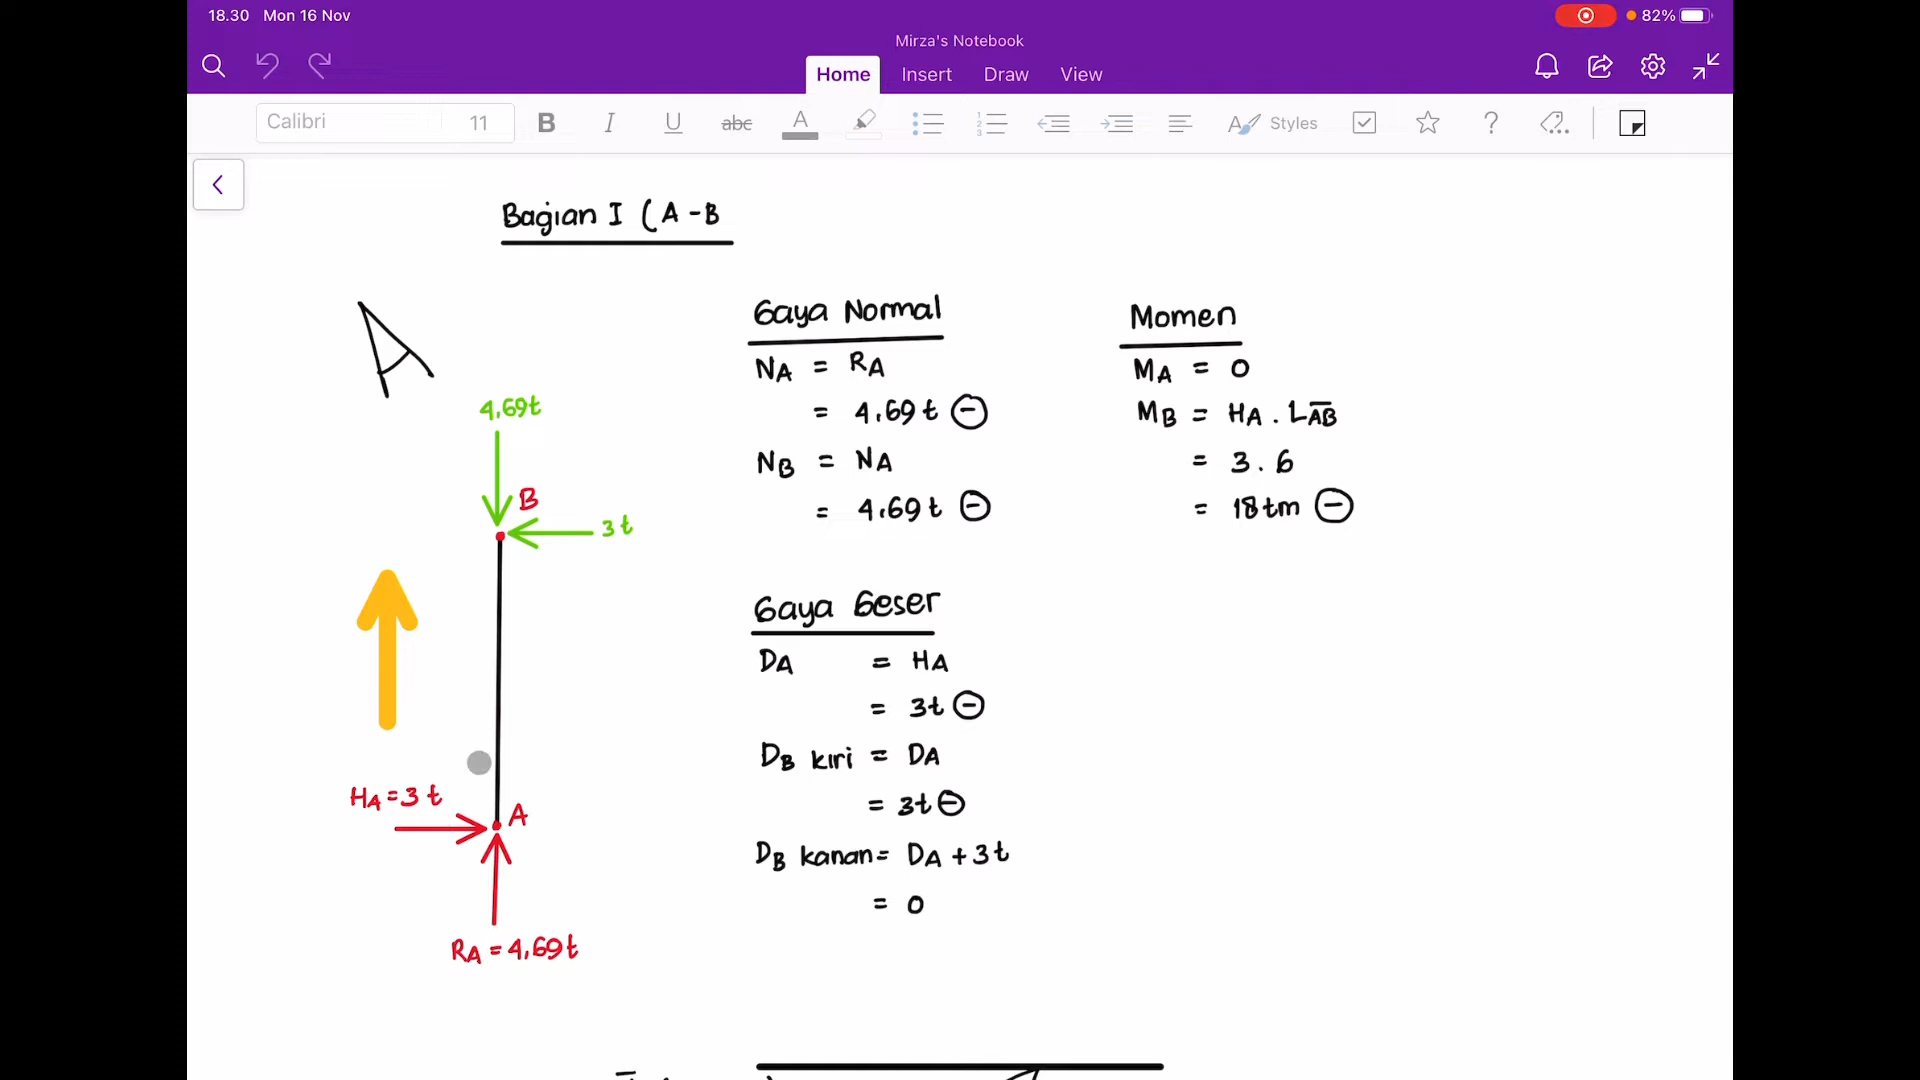 18.30 Mon 16 Nov
82%
Mirza's Notebook
Home Insert Draw View
Calibri 11 B I U abc A Styles
Bagian I (A-B
Gaya Normal
NA = RA
= 4.69 t ⊖
NB = NA
= 4.69 t ⊖
Momen
MA = 0
MB = HA . LAB̅
= 3 . 6
= 18 tm ⊖
4,69t
B
3 t
HA = 3 t
A
RA = 4,69 t
Gaya Geser
DA = HA
= 3t ⊖
DB kiri = DA
= 3t ⊖
DB kanan = DA + 3 t
= 0